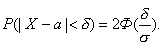 P(| X − a |< δ) = 2Φ(δ/σ).